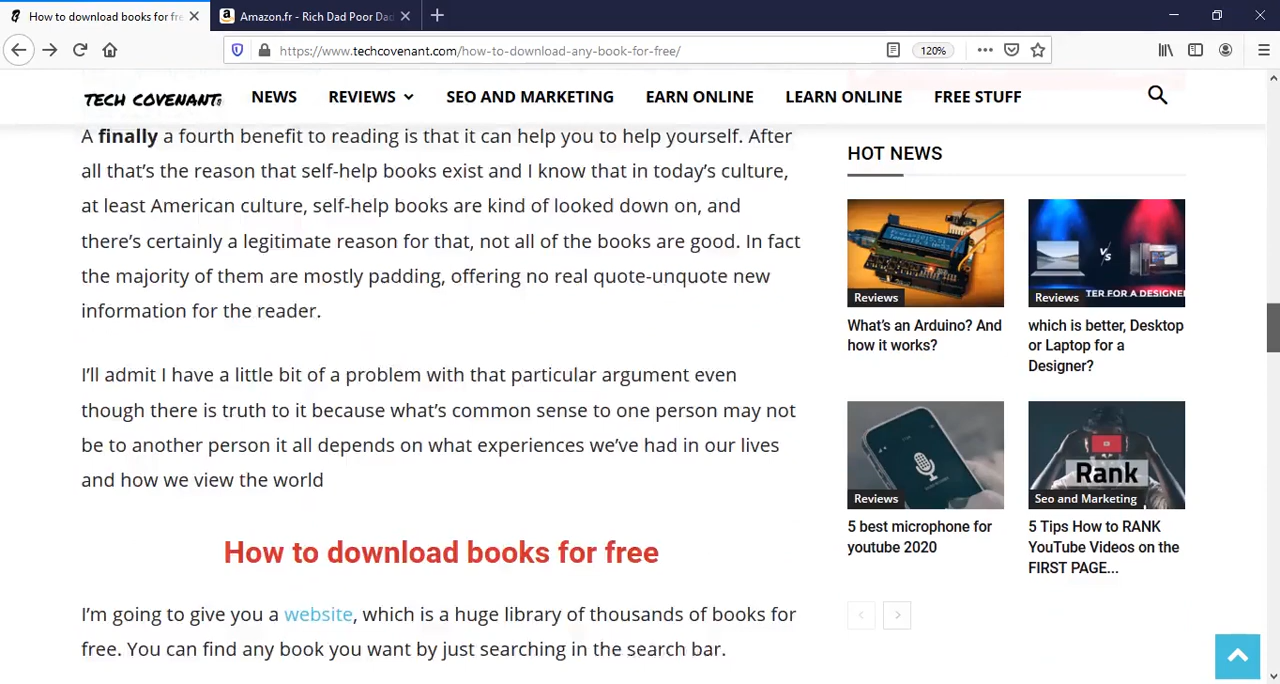 How to download books for fre
Amazon.fr - Rich Dad Poor Dad
https://www.techcovenant.com/how-to-download-any-book-for-free/
120%
TECH COVENANT
NEWS
REVIEWS
SEO AND MARKETING
EARN ONLINE
LEARN ONLINE
FREE STUFF
A finally a fourth benefit to reading is that it can help you to help yourself. After
all that's the reason that self-help books exist and I know that in today's culture,
at least American culture, self-help books are kind of looked down on, and
there's certainly a legitimate reason for that, not all of the books are good. In fact
the majority of them are mostly padding, offering no real quote-unquote new
information for the reader.
I'll admit I have a little bit of a problem with that particular argument even
though there is truth to it because what's common sense to one person may not
be to another person it all depends on what experiences we've had in our lives
and how we view the world
How to download books for free
I'm going to give you a website, which is a huge library of thousands of books for
free. You can find any book you want by just searching in the search bar.
HOT NEWS
Reviews
What's an Arduino? And
how it works?
VS
TER FOR A DESIGNER
Reviews
which is better, Desktop
or Laptop for a
Designer?
Reviews
5 best microphone for
youtube 2020
Rank
Seo and Marketing
5 Tips How to RANK
YouTube Videos on the
FIRST PAGE...